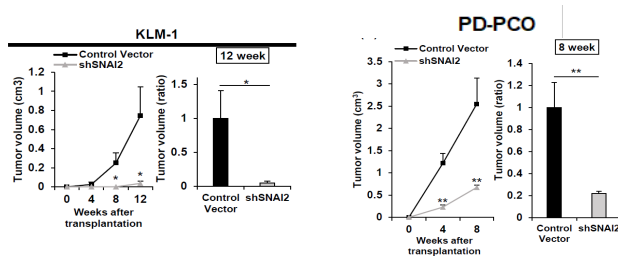 KLM-1
Control Vector
shSNAI2
12 week
Tumor volume (cm3)
1.2
1
0.8
0.6
0.4
0.2
0
* *
0 4 8 12
Weeks after
transplantation
Tumor volume (ratio)
1.5
1
0.5
0
*
Control shSNAI2
Vector
PD-PCO
Control Vector
shSNAI2
8 week
Tumor volume (cm³)
3.5
3
2.5
2
1.5
1
0.5
0
** **
0 4 8
Weeks after
transplantation
Tumor volume (ratio)
1.4
1.2
1
0.8
0.6
0.4
0.2
0
**
Control shSNAI2
Vector